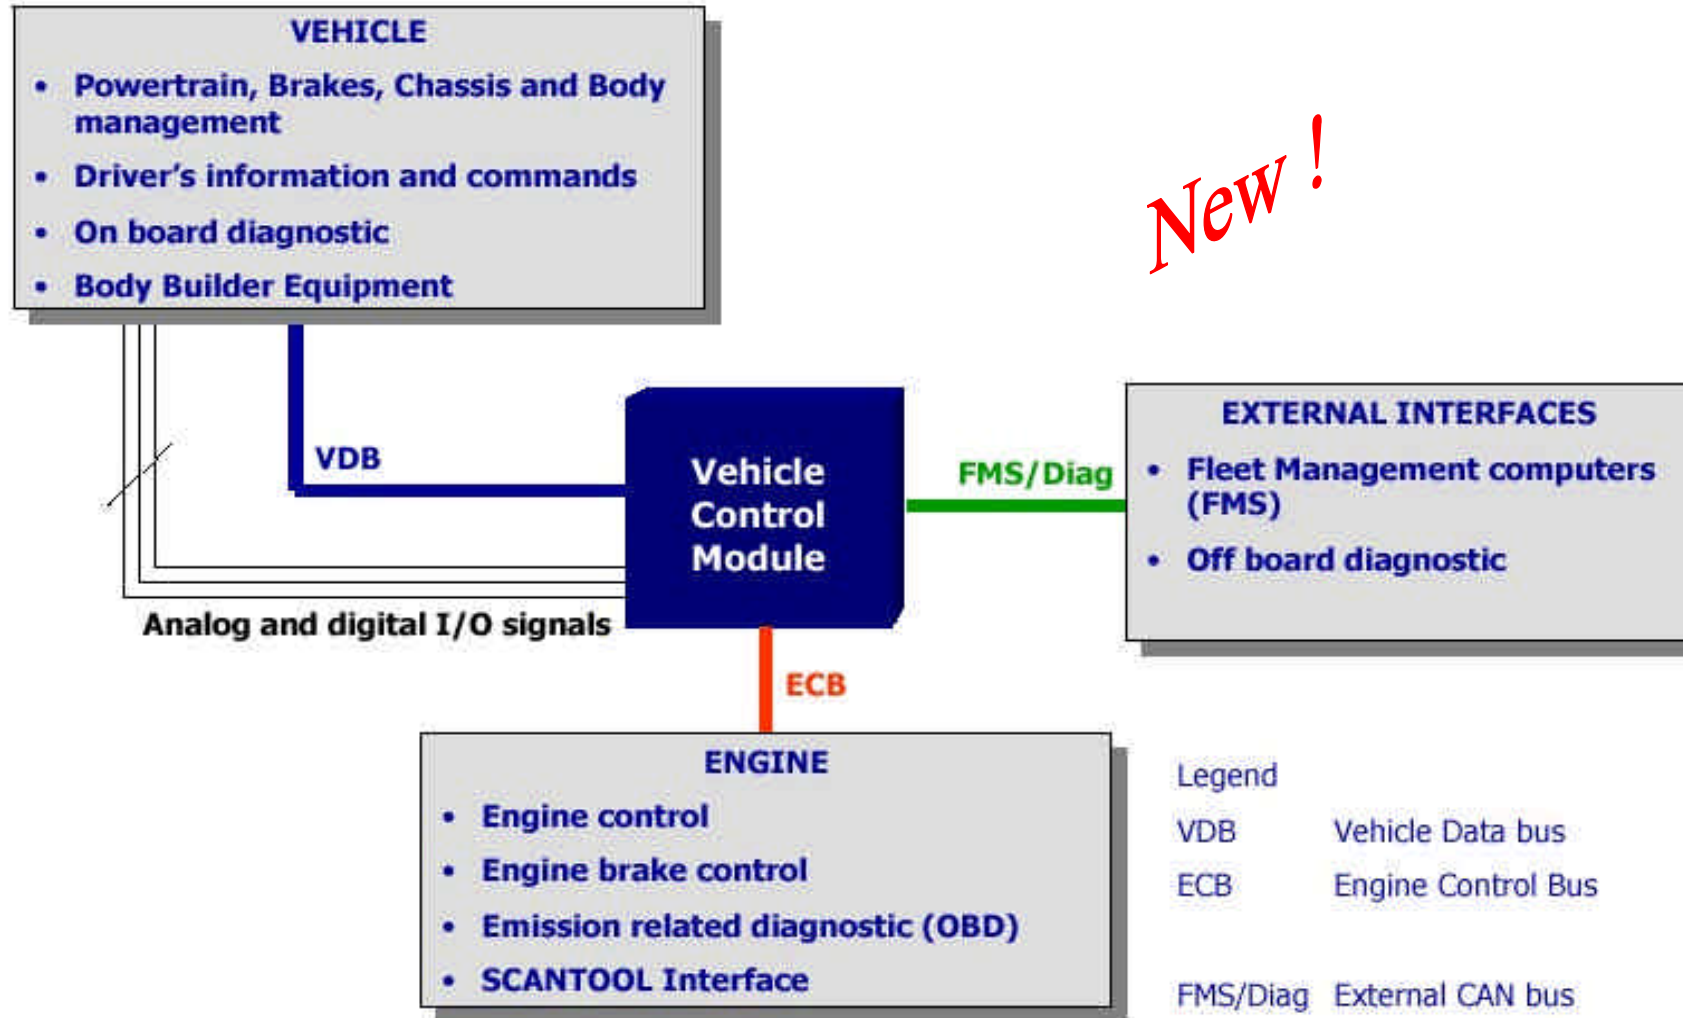 VEHICLE
• Powertrain, Brakes, Chassis and Body
management
• Driver's information and commands
• On board diagnostic
• Body Builder Equipment
New !
VDB
Vehicle
Control
Module
FMS/Diag
EXTERNAL INTERFACES
• Fleet Management computers
(FMS)
• Off board diagnostic
Analog and digital I/O signals
ECB
ENGINE
• Engine control
• Engine brake control
• Emission related diagnostic (OBD)
• SCANTOOL Interface
Legend
VDB Vehicle Data bus
ECB Engine Control Bus
FMS/Diag External CAN bus